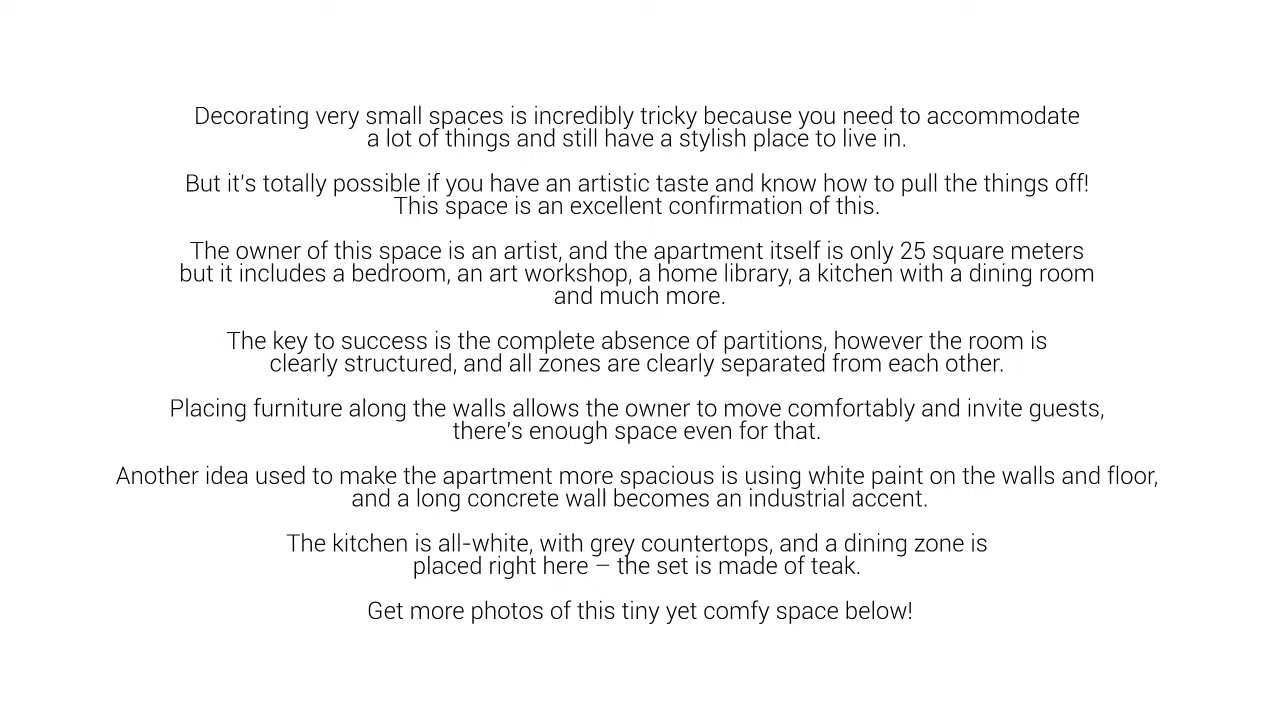 Decorating very small spaces is incredibly tricky because you need to accommodate
a lot of things and still have a stylish place to live in.
But it's totally possible if you have an artistic taste and know how to pull the things off!
This space is an excellent confirmation of this.
The owner of this space is an artist, and the apartment itself is only 25 square meters
but it includes a bedroom, an art workshop, a home library, a kitchen with a dining room
and much more.
The key to success is the complete absence of partitions, however the room is
clearly structured, and all zones are clearly separated from each other.
Placing furniture along the walls allows the owner to move comfortably and invite guests,
there's enough space even for that.
Another idea used to make the apartment more spacious is using white paint on the walls and floor,
and a long concrete wall becomes an industrial accent.
The kitchen is all-white, with grey countertops, and a dining zone is
placed right here – the set is made of teak.
Get more photos of this tiny yet comfy space below!